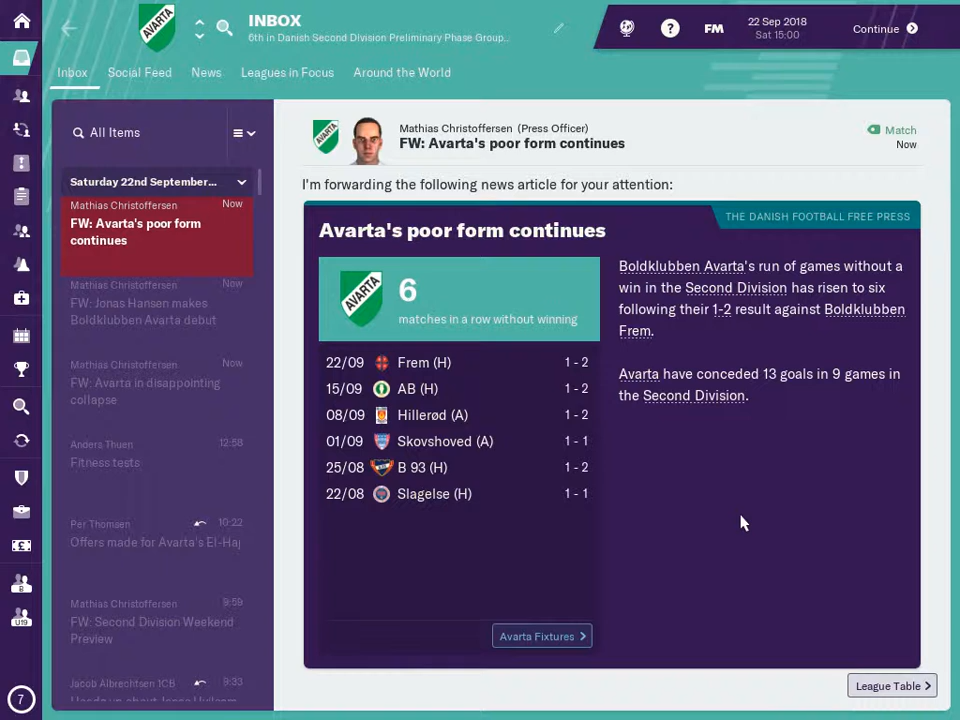 INBOX
6th in Danish Second Division Preliminary Phase Group...
AVARTA
22 Sep 2018
Sat 15:00
?
FM
Continue
Inbox
Social Feed
News
Leagues in Focus
Around the World
All Items
Saturday 22nd September...
Mathias Christoffersen
Now
FW: Avarta's poor form
continues
Mathias Christoffersen
Now
FW: Jonas Hansen makes
Boldklubben Avarta debut
Mathias Christoffersen
Now
FW: Avarta in disappointing
collapse
Anders Thuen
12:58
Fitness tests
Per Thomsen
10:22
Offers made for Avarta's El-Haj
Mathias Christoffersen
9:59
FW: Second Division Weekend
Preview
Jacob Albrechtsen 1CB
9:33
B
U19
7
AVARTA
Mathias Christoffersen (Press Officer)
FW: Avarta's poor form continues
Match
Now
I'm forwarding the following news article for your attention:
THE DANISH FOOTBALL FREE PRESS
Avarta's poor form continues
AVARTA
6
matches in a row without winning
22/09 Frem (H) 1 - 2
15/09 AB (H) 1 - 2
08/09 Hillerød (A) 1 - 2
01/09 Skovshoved (A) 1 - 1
25/08 B 93 (H) 1 - 2
22/08 Slagelse (H) 1 - 1
Avarta Fixtures
Boldklubben Avarta's run of games without a
win in the Second Division has risen to six
following their 1-2 result against Boldklubben
Frem.
Avarta have conceded 13 goals in 9 games in
the Second Division.
League Table